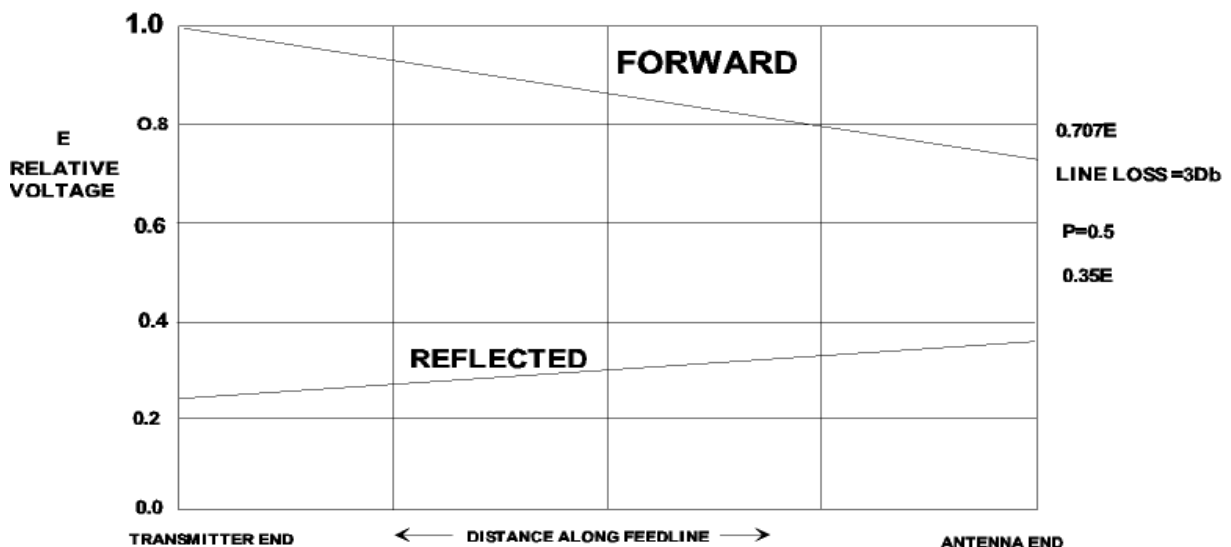 1.0
FORWARD
0.8
E
RELATIVE
VOLTAGE
0.707E
LINE LOSS=3Db
0.6
P=0.5
0.35E
0.4
REFLECTED
0.2
0.0
TRANSMITTER END
DISTANCE ALONG FEEDLINE
ANTENNA END